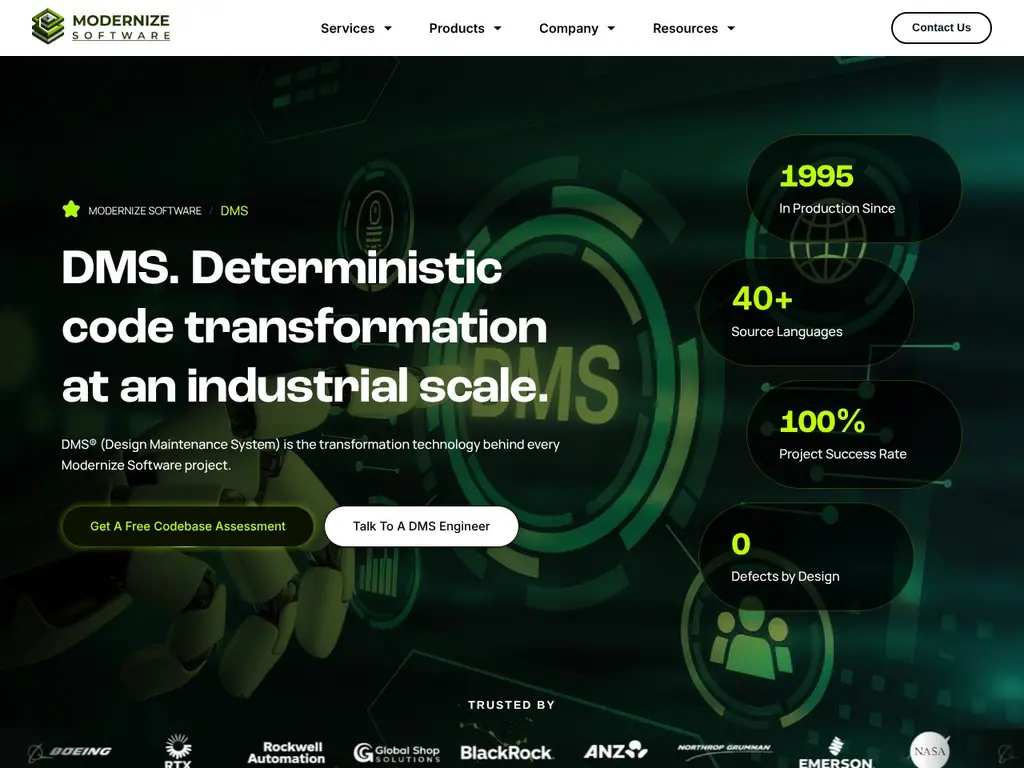 MODERNIZE
SOFTWARE
Services
Products
Company
Resources
Contact Us
MODERNIZE SOFTWARE / DMS
DMS. Deterministic
code transformation
at an industrial scale.
DMS® (Design Maintenance System) is the transformation technology behind every
Modernize Software project.
Get A Free Codebase Assessment
Talk To A DMS Engineer
DMS
1995
In Production Since
40+
Source Languages
100%
Project Success Rate
0
Defects by Design
TRUSTED BY
BOEING
RTX
Rockwell
Automation
Global Shop
SOLUTIONS
BlackRock
ANZ
NORTHROP GRUMMAN
EMERSON
NASA